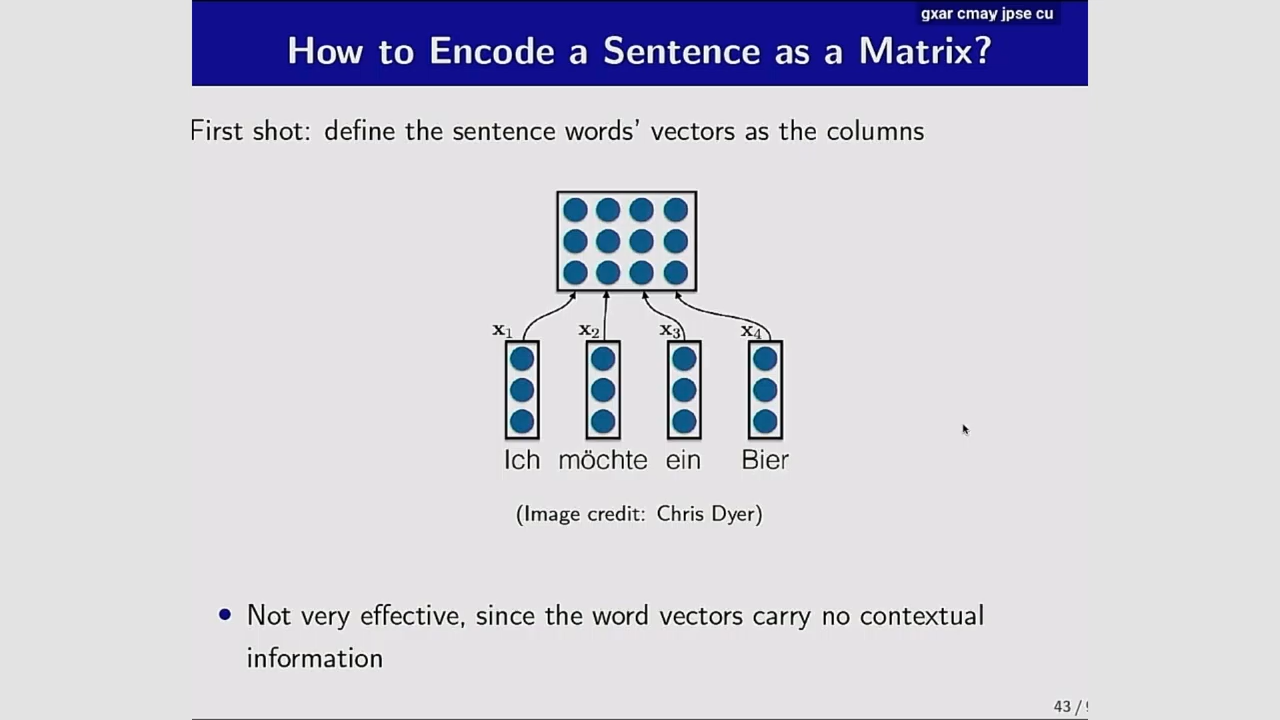 gxar cmay jpse cu
How to Encode a Sentence as a Matrix?
First shot: define the sentence words' vectors as the columns
x₁ x₂ x₃ x₄
Ich möchte ein Bier
(Image credit: Chris Dyer)
• Not very effective, since the word vectors carry no contextual
information
43 /